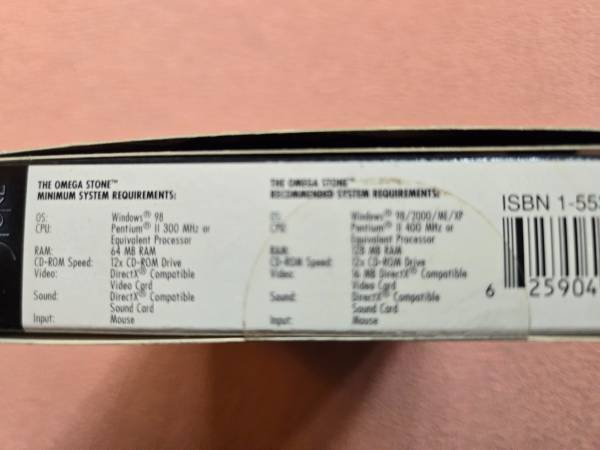 THE OMEGA STONE™
MINIMUM SYSTEM REQUIREMENTS:
OS: Windows® 98
CPU: Pentium® II 300 MHz or
Equivalent Processor
RAM: 64 MB RAM
CD-ROM Speed: 12x CD-ROM Drive
Video: DirectX® Compatible
Video Card
Sound: DirectX® Compatible
Sound Card
Input: Mouse
THE OMEGA STONE™
RECOMMENDED SYSTEM REQUIREMENTS:
OS: Windows® 98/2000/ME/XP
CPU: Pentium® II 400 MHz or
Equivalent Processor
RAM: 128 MB RAM
CD-ROM Speed: 12x CD-ROM Drive
Video: 16 MB DirectX® Compatible
Video Card
Sound: DirectX® Compatible
Sound Card
Input: Mouse
ISBN 1-55
6 25904